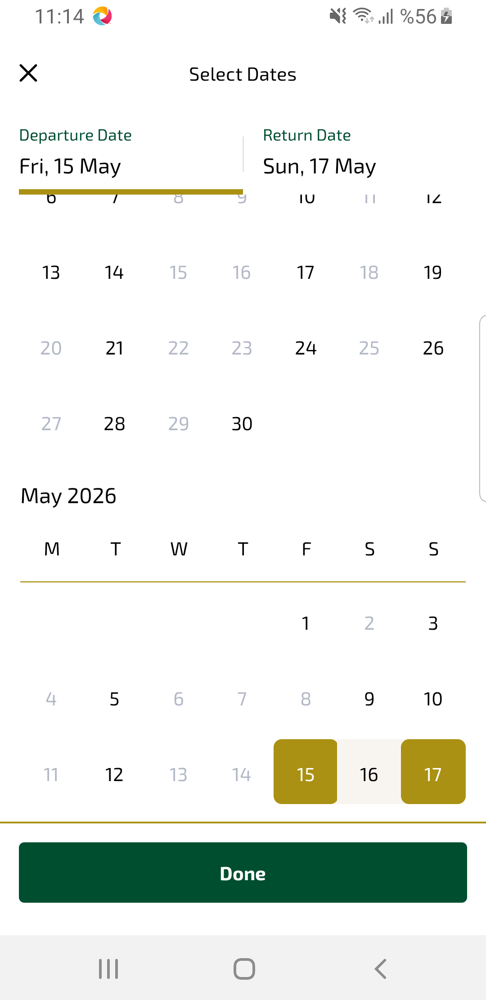 11:14 %56
Select Dates
Departure Date Return Date
Fri, 15 May Sun, 17 May
6 7 8 9 10 11 12
13 14 15 16 17 18 19
20 21 22 23 24 25 26
27 28 29 30
May 2026
M T W T F S S
1 2 3
4 5 6 7 8 9 10
11 12 13 14 15 16 17
Done